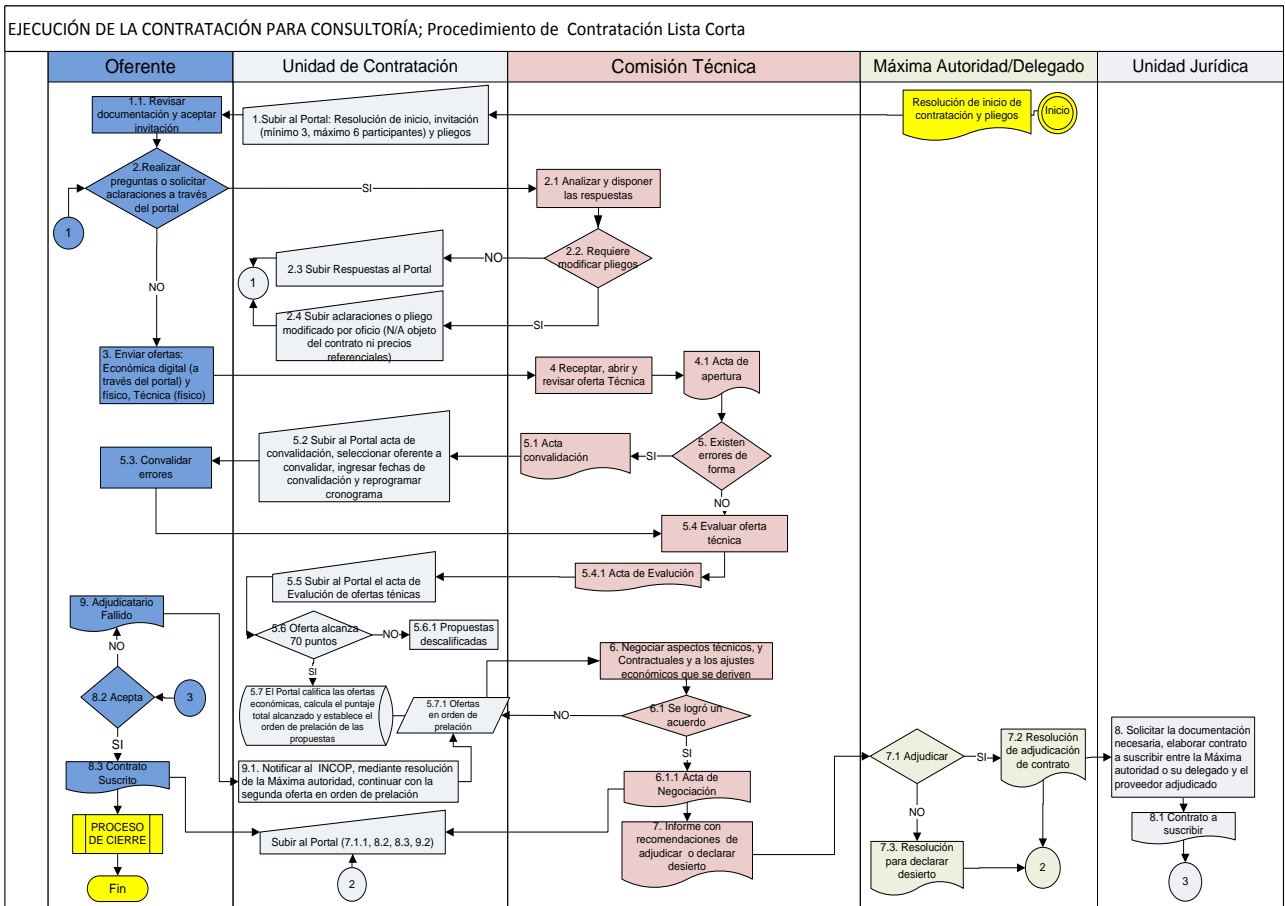 EJECUCIÓN DE LA CONTRATACIÓN PARA CONSULTORÍA; Procedimiento de Contratación Lista Corta
Oferente
Unidad de Contratación
Comisión Técnica
Máxima Autoridad/Delegado
Unidad Jurídica
1.1. Revisar
documentación y aceptar
invitación
1.Subir al Portal: Resolución de inicio, invitación
(mínimo 3, máximo 6 participantes) y pliegos
Resolución de inicio de
contratación y pliegos
Inicio
2.Realizar
preguntas o solicitar
aclaraciones a través
del portal
SI
2.1 Analizar y disponer
las respuestas
1
NO
2.2. Requiere
modificar pliegos
NO
2.3 Subir Respuestas al Portal
1
SI
2.4 Subir aclaraciones o pliego
modificado por oficio (N/A objeto
del contrato ni precios
referenciales)
3. Enviar ofertas:
Económica digital (a
través del portal) y
físico, Técnica (físico)
4 Receptar, abrir y
revisar oferta Técnica
4.1 Acta de
apertura
5. Existen
errores de
forma
SI
NO
5.1 Acta
convalidación
5.2 Subir al Portal acta de
convalidación, seleccionar oferente a
convalidar, ingresar fechas de
convalidación y reprogramar
cronograma
5.3. Convalidar
errores
5.4 Evaluar oferta
técnica
5.4.1 Acta de Evalución
5.5 Subir al Portal el acta de
Evalución de ofertas ténicas
5.6 Oferta alcanza
70 puntos
NO
5.6.1 Propuestas
descalificadas
SI
9. Adjudicatario
Fallido
NO
8.2 Acepta
3
SI
8.3 Contrato
Suscrito
PROCESO
DE CIERRE
Fin
5.7 El Portal califica las ofertas
económicas, calcula el puntaje
total alcanzado y establece el
orden de prelación de las
propuestas
5.7.1 Ofertas
en orden de
prelación
6. Negociar aspectos técnicos, y
Contractuales y a los ajustes
económicos que se deriven
6.1 Se logró un
acuerdo
NO
SI
9.1. Notificar al INCOP, mediante resolución
de la Máxima autoridad, continuar con la
segunda oferta en orden de prelación
6.1.1 Acta de
Negociación
Subir al Portal (7.1.1, 8.2, 8.3, 9.2)
2
7. Informe con
recomendaciones de
adjudicar o declarar
desierto
7.1 Adjudicar
SI
7.2 Resolución
de adjudicación
de contrato
NO
7.3. Resolución
para declarar
desierto
2
8. Solicitar la documentación
necesaria, elaborar contrato
a suscribir entre la Máxima
autoridad o su delegado y el
proveedor adjudicado
8.1 Contrato a
suscribir
3